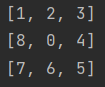 [1, 2, 3]
[8, 0, 4]
[7, 6, 5]